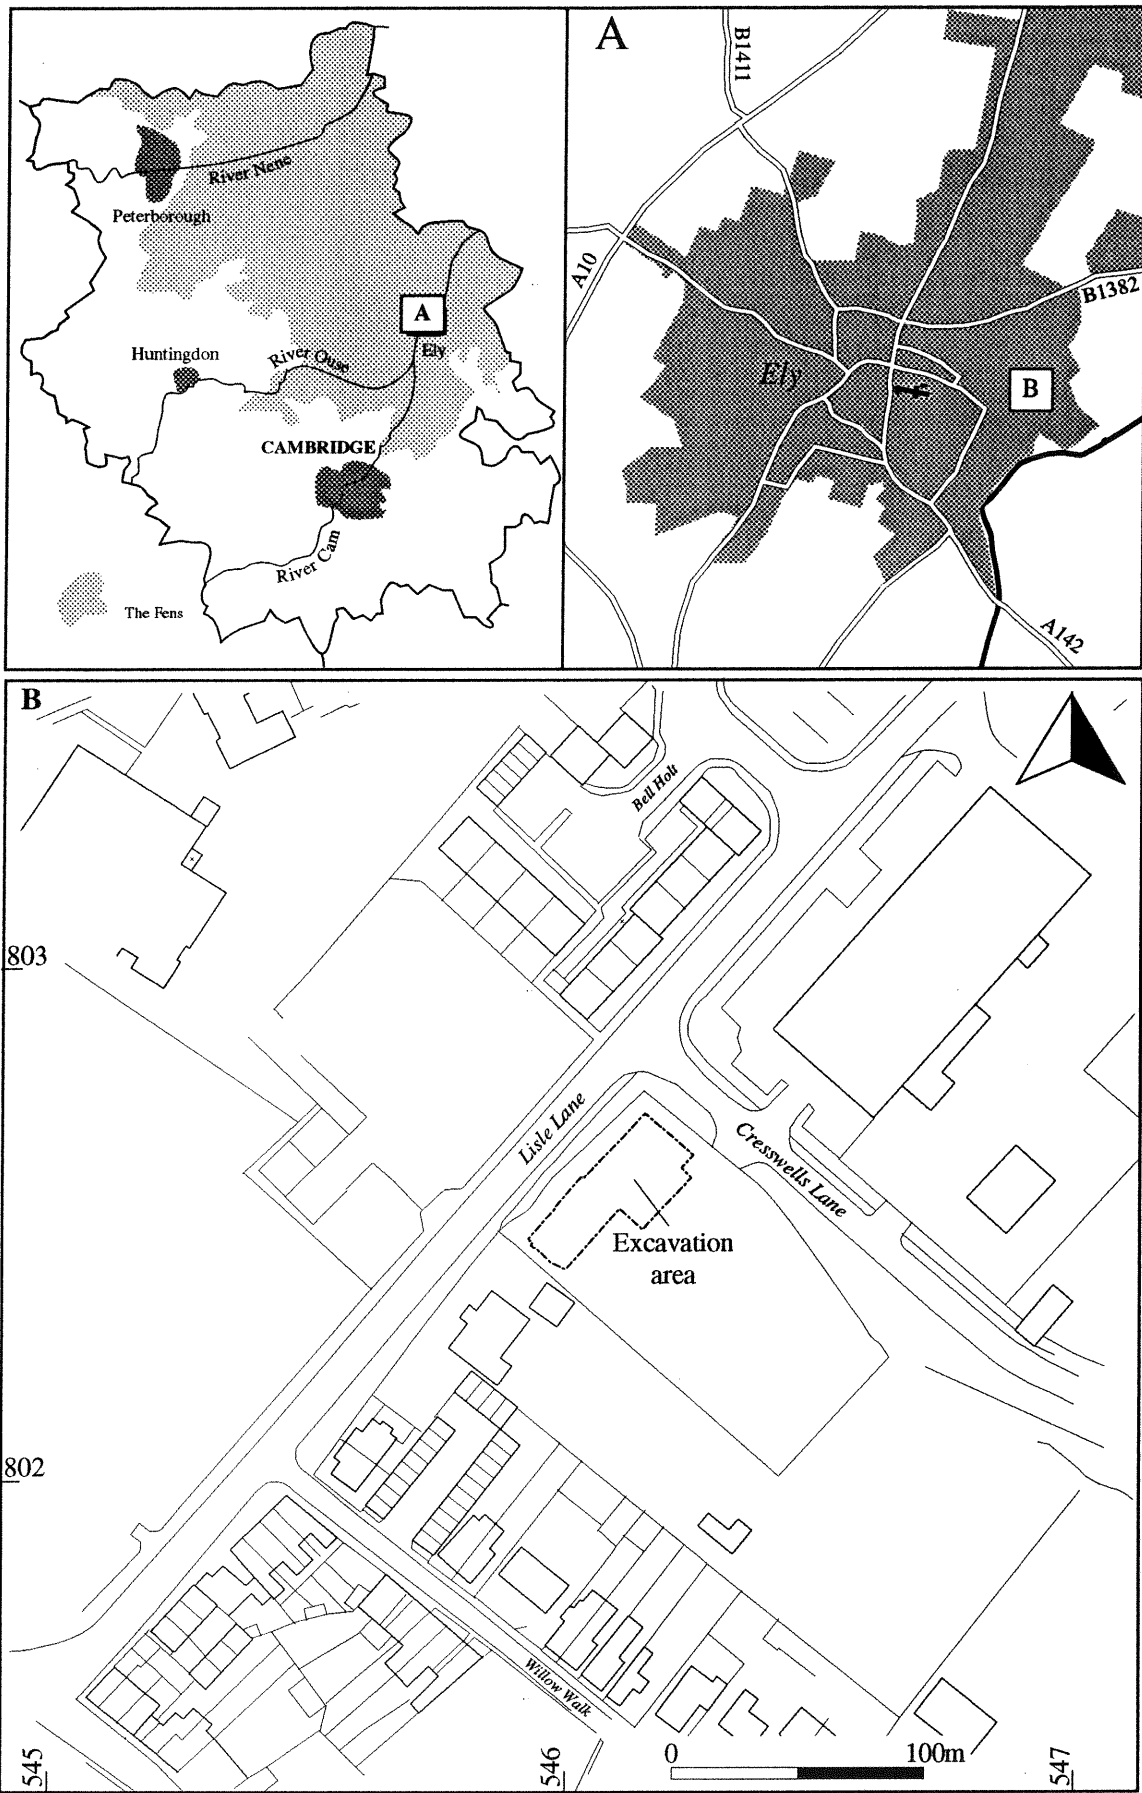 River Nene
Peterborough
A
Huntingdon
River Ouse
Ely
CAMBRIDGE
River Cam
The Fens
A
B1411
A10
B1382
Ely
B
A142
B
Bell Holt
803
Lisle Lane
Cresswells Lane
Excavation
area
802
Willow Walk
0
100m
545
546
547